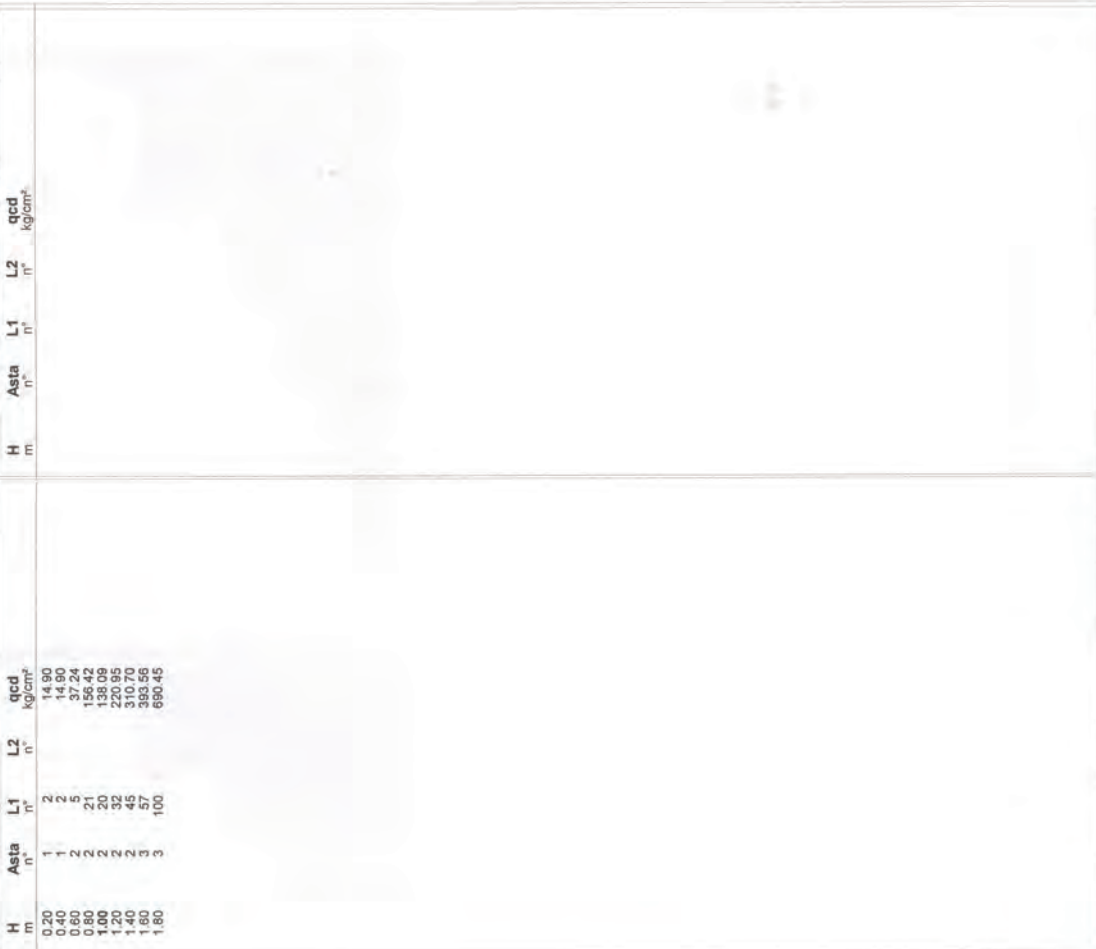 H Asta L1 L2 qcd H Asta L1 L2 qcd
m n° n° n° kg/cm² m n° n° n° kg/cm²
0.20 1 2 14.90
0.40 1 2 14.90
0.60 2 5 37.24
0.80 2 21 156.42
1.00 2 20 138.09
1.20 2 32 220.95
1.40 2 45 310.70
1.60 3 57 393.56
1.80 3 100 690.45